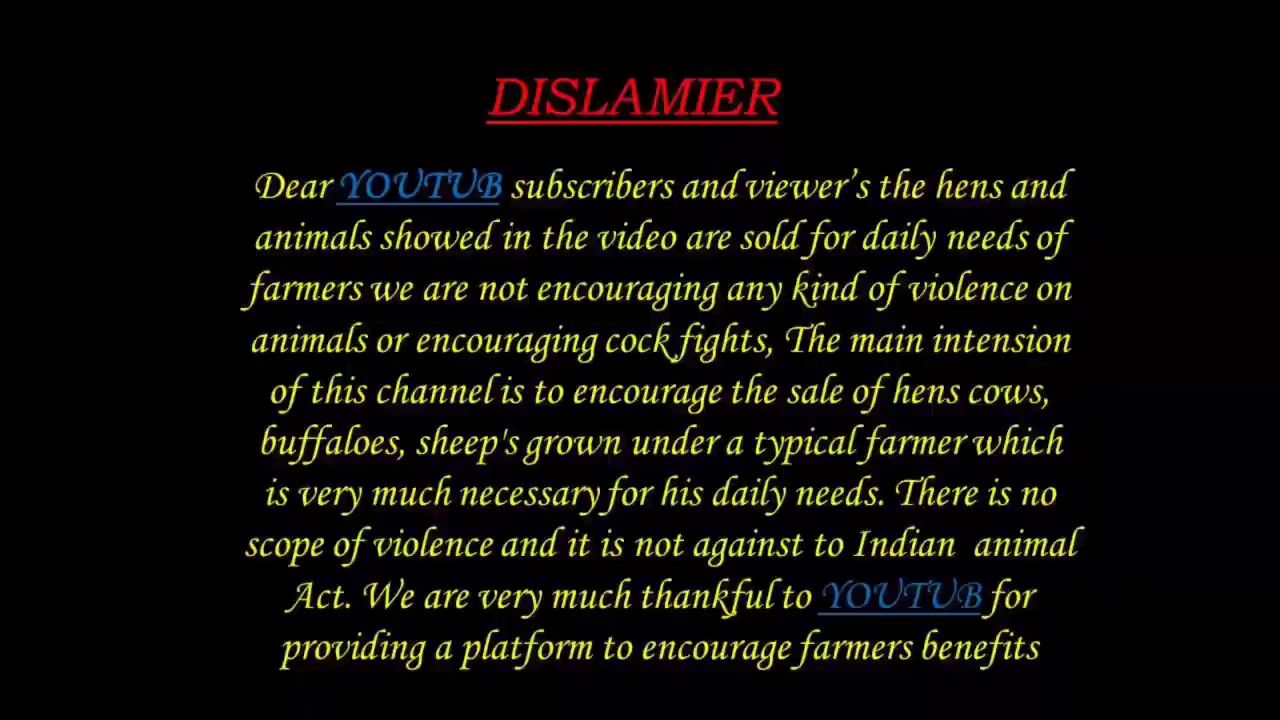 DISLAMIER
Dear YOUTUB subscribers and viewer’s the hens and
animals showed in the video are sold for daily needs of
farmers we are not encouraging any kind of violence on
animals or encouraging cock fights, The main intension
of this channel is to encourage the sale of hens cows,
buffaloes, sheep's grown under a typical farmer which
is very much necessary for his daily needs. There is no
scope of violence and it is not against to Indian animal
Act. We are very much thankful to YOUTUB for
providing a platform to encourage farmers benefits